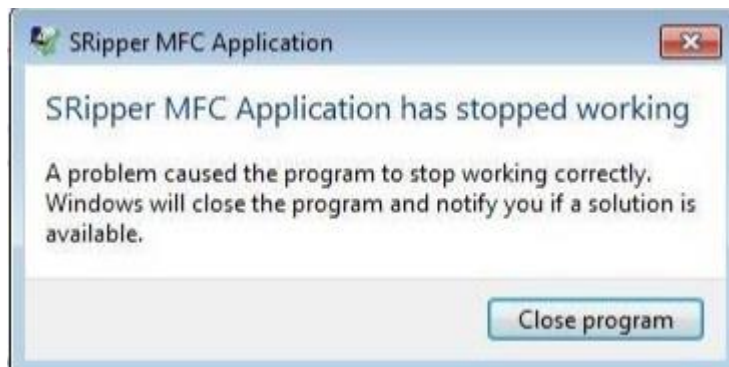 SRipper MFC Application
SRipper MFC Application has stopped working
A problem caused the program to stop working correctly.
Windows will close the program and notify you if a solution is
available.
Close program